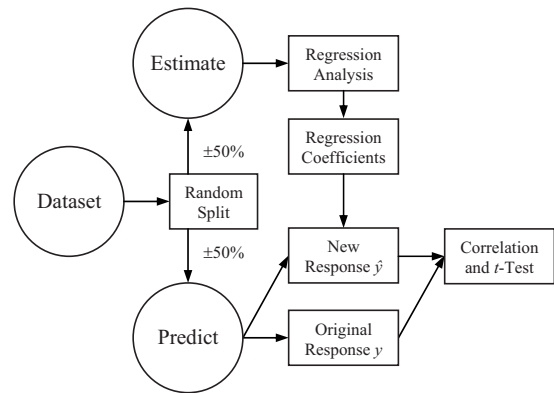 Estimate
Regression
Analysis
±50%
Regression
Coefficients
Dataset
Random
Split
±50%
New
Response ŷ
Correlation
and t-Test
Predict
Original
Response y